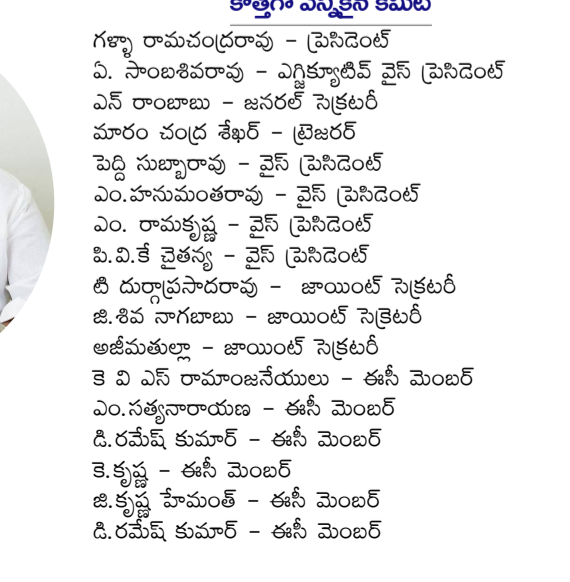 కొత్తగా ఎన్నికైన కమిటీ
గళ్ళా రామచంద్రరావు – ప్రెసిడెంట్
ఏ. సాంబశివరావు – ఎగ్జిక్యూటివ్ వైస్ ప్రెసిడెంట్
ఎన్ రాంబాబు – జనరల్ సెక్రటరీ
మారం చంద్ర శేఖర్ – ట్రెజరర్
పెద్ది సుబ్బారావు – వైస్ ప్రెసిడెంట్
ఎం.హనుమంతరావు – వైస్ ప్రెసిడెంట్
ఎం. రామకృష్ణ – వైస్ ప్రెసిడెంట్
పి.వి.కే చైతన్య – వైస్ ప్రెసిడెంట్
టి దుర్గాప్రసాదరావు – జాయింట్ సెక్రటరీ
జి.శివ నాగబాబు – జాయింట్ సెక్రెటరీ
అజీమతుల్లా – జాయింట్ సెక్రటరీ
కె వి ఎస్ రామాంజనేయులు – ఈసీ మెంబర్
ఎం.సత్యనారాయణ – ఈసీ మెంబర్
డి.రమేష్ కుమార్ – ఈసీ మెంబర్
కె.కృష్ణ – ఈసీ మెంబర్
జి.కృష్ణ హేమంత్ – ఈసీ మెంబర్
డి.రమేష్ కుమార్ – ఈసీ మెంబర్